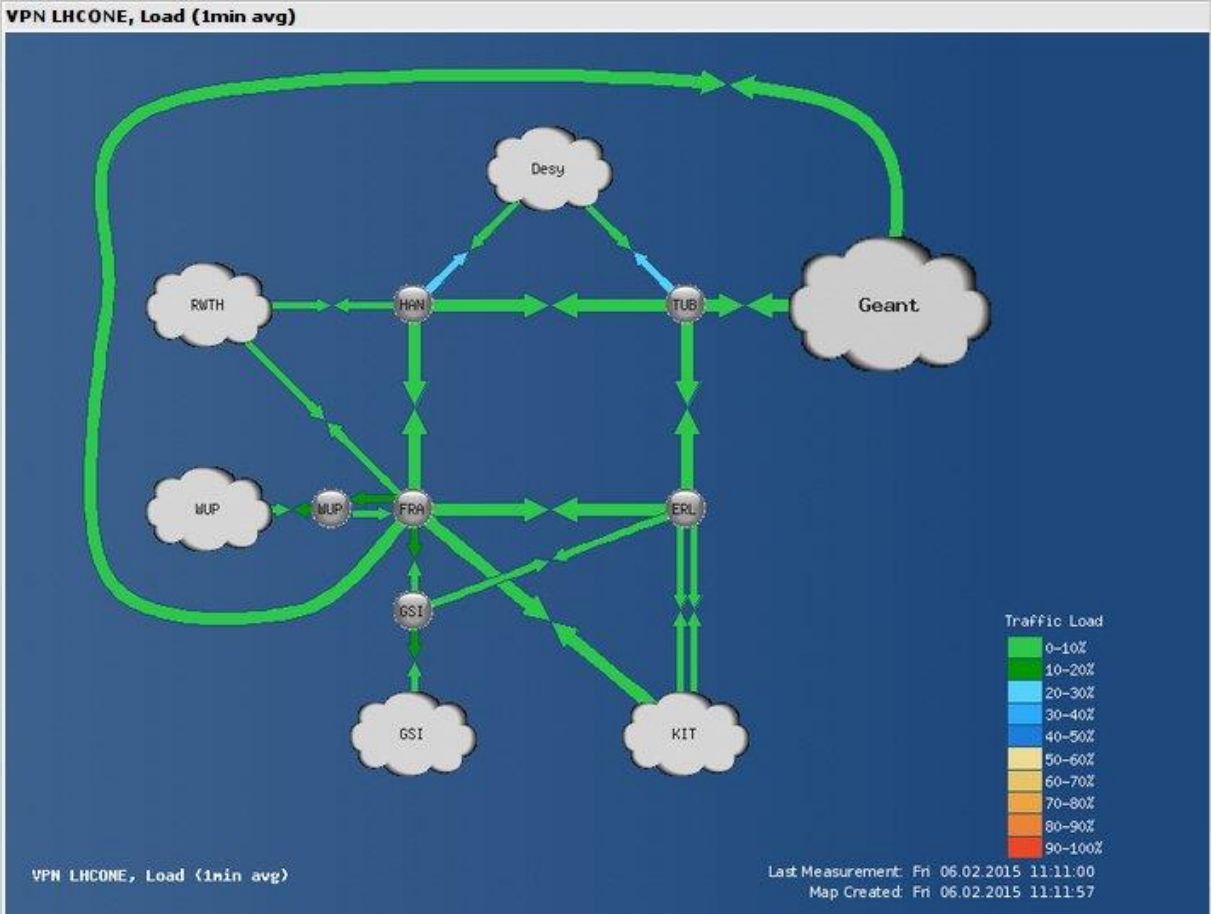 VPN LHCONE, Load (1min avg)
Desy
RWTH
HAN
TUB
Geant
WUP
WUP
FRA
ERL
GSI
GSI
KIT
Traffic Load
0-10%
10-20%
20-30%
30-40%
40-50%
50-60%
60-70%
70-80%
80-90%
90-100%
VPN LHCONE, Load (1min avg)
Last Measurement: Fri 06.02.2015 11:11:00
Map Created: Fri 06.02.2015 11:11:57